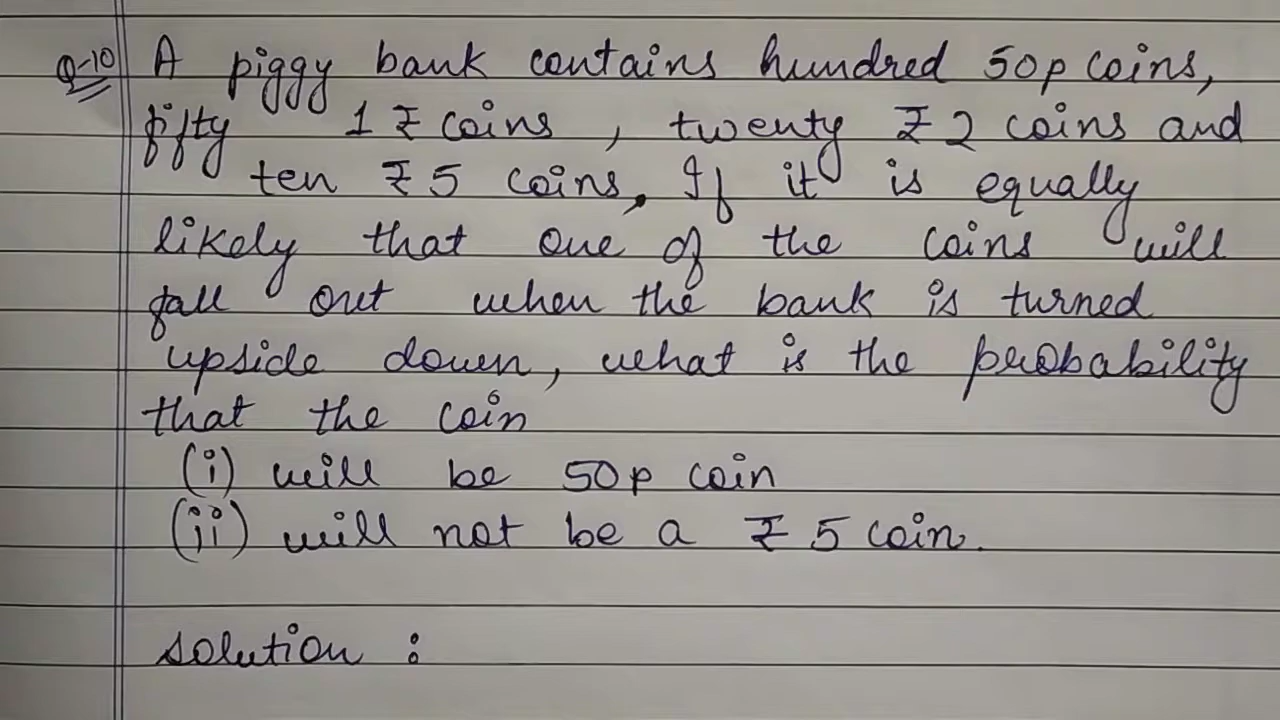 Q-10 A piggy bank contains hundred 50p coins,
fifty 1 ₹ coins, twenty ₹ 2 coins and
ten ₹ 5 coins. If it is equally
likely that one of the coins will
fall out when the bank is turned
upside down, what is the probability
that the coin
(i) will be 50p coin
(ii) will not be a ₹ 5 coin.
solution :